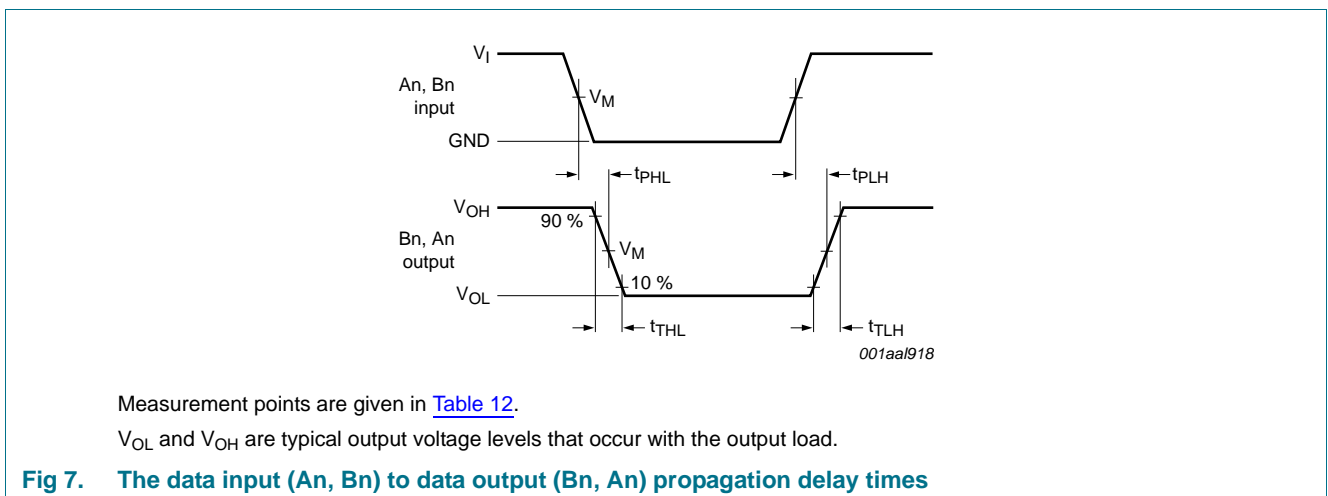 V_I
An, Bn
input
V_M
GND
t_PHL
t_PLH
V_OH
90 %
Bn, An
output
V_M
10 %
V_OL
t_THL
t_TLH
001aal918
Measurement points are given in Table 12.
V_OL and V_OH are typical output voltage levels that occur with the output load.
Fig 7. The data input (An, Bn) to data output (Bn, An) propagation delay times